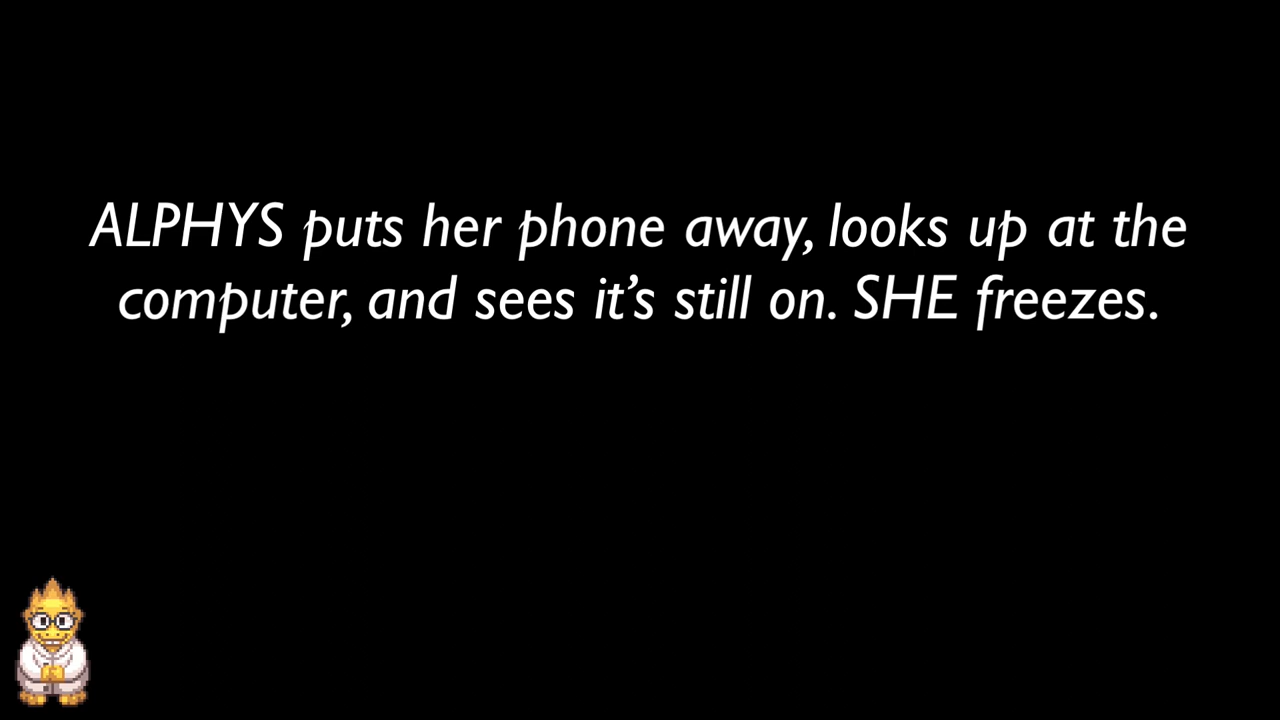 ALPHYS puts her phone away, looks up at the
computer, and sees it’s still on. SHE freezes.